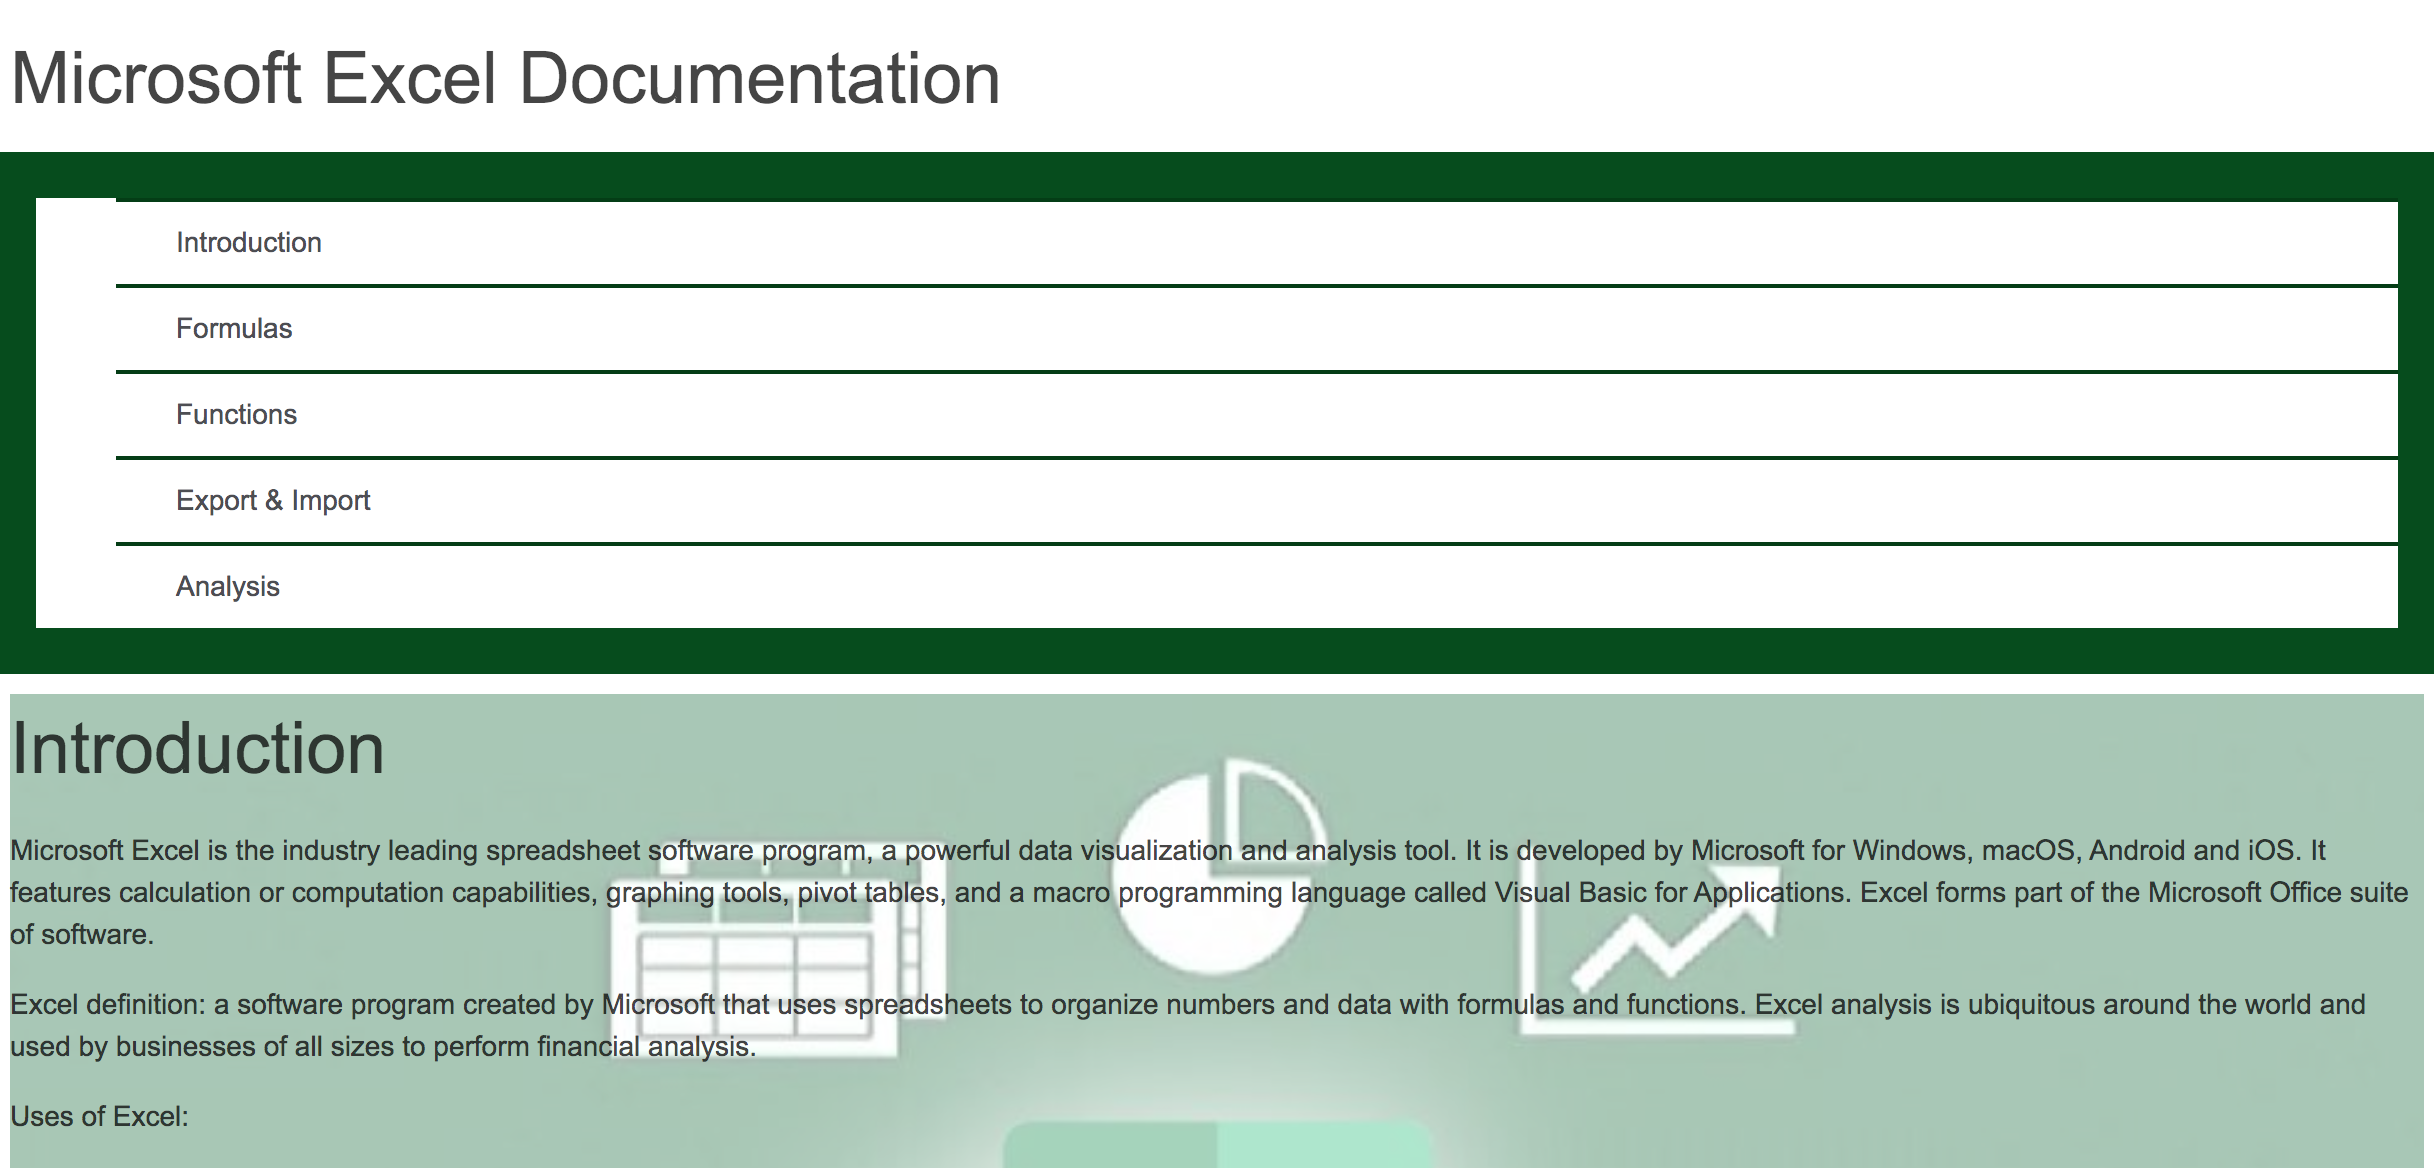 Microsoft Excel Documentation
Introduction
Formulas
Functions
Export & Import
Analysis
Introduction
Microsoft Excel is the industry leading spreadsheet software program, a powerful data visualization and analysis tool. It is developed by Microsoft for Windows, macOS, Android and iOS. It
features calculation or computation capabilities, graphing tools, pivot tables, and a macro programming language called Visual Basic for Applications. Excel forms part of the Microsoft Office suite
of software.
Excel definition: a software program created by Microsoft that uses spreadsheets to organize numbers and data with formulas and functions. Excel analysis is ubiquitous around the world and
used by businesses of all sizes to perform financial analysis.
Uses of Excel: